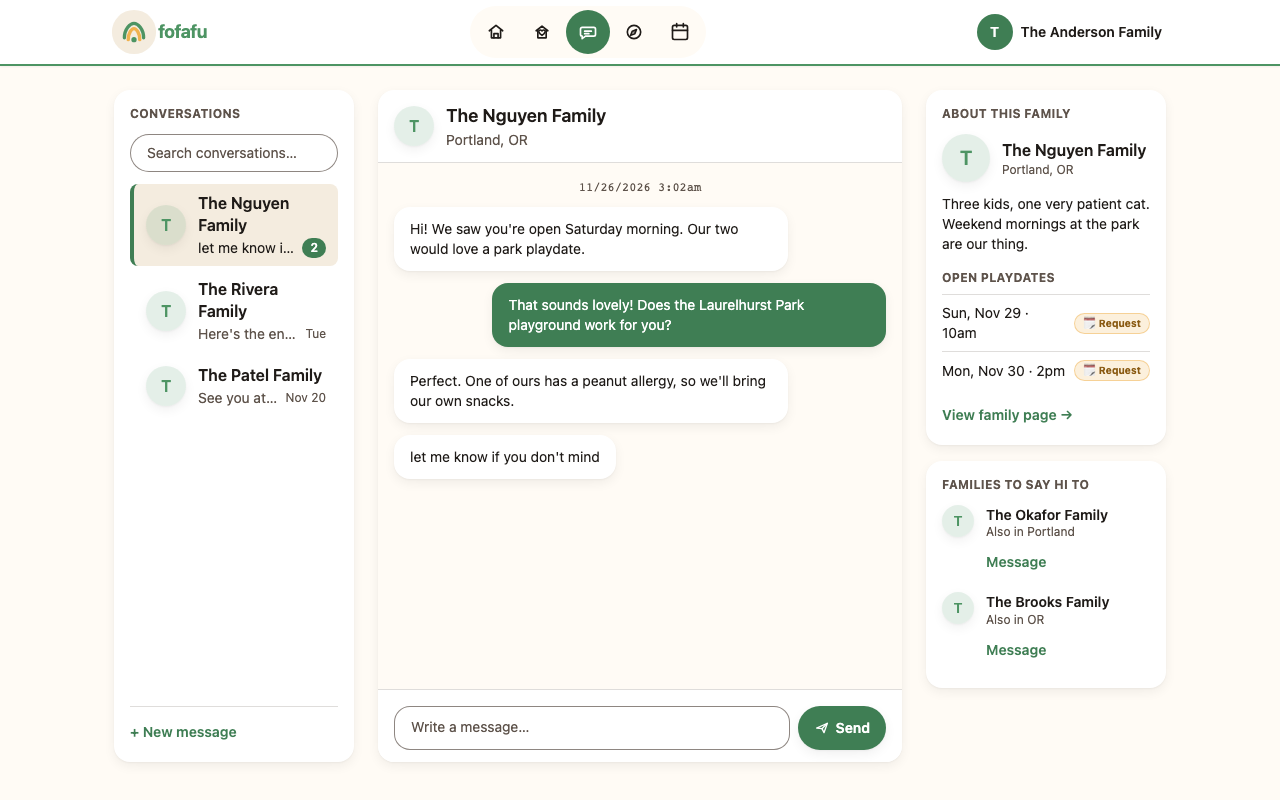 fofafu
T
The Anderson Family
CONVERSATIONS
Search conversations...
T
The Nguyen
Family
let me know i...
2
T
The Rivera
Family
Here's the en...
Tue
T
The Patel Family
See you at...
Nov 20
+ New message
T
The Nguyen Family
Portland, OR
11/26/2026 3:02am
Hi! We saw you're open Saturday morning. Our two
would love a park playdate.
That sounds lovely! Does the Laurelhurst Park
playground work for you?
Perfect. One of ours has a peanut allergy, so we'll bring
our own snacks.
let me know if you don't mind
Write a message...
Send
ABOUT THIS FAMILY
T
The Nguyen Family
Portland, OR
Three kids, one very patient cat.
Weekend mornings at the park
are our thing.
OPEN PLAYDATES
Sun, Nov 29 ·
10am
Request
Mon, Nov 30 · 2pm
Request
View family page →
FAMILIES TO SAY HI TO
T
The Okafor Family
Also in Portland
Message
T
The Brooks Family
Also in OR
Message